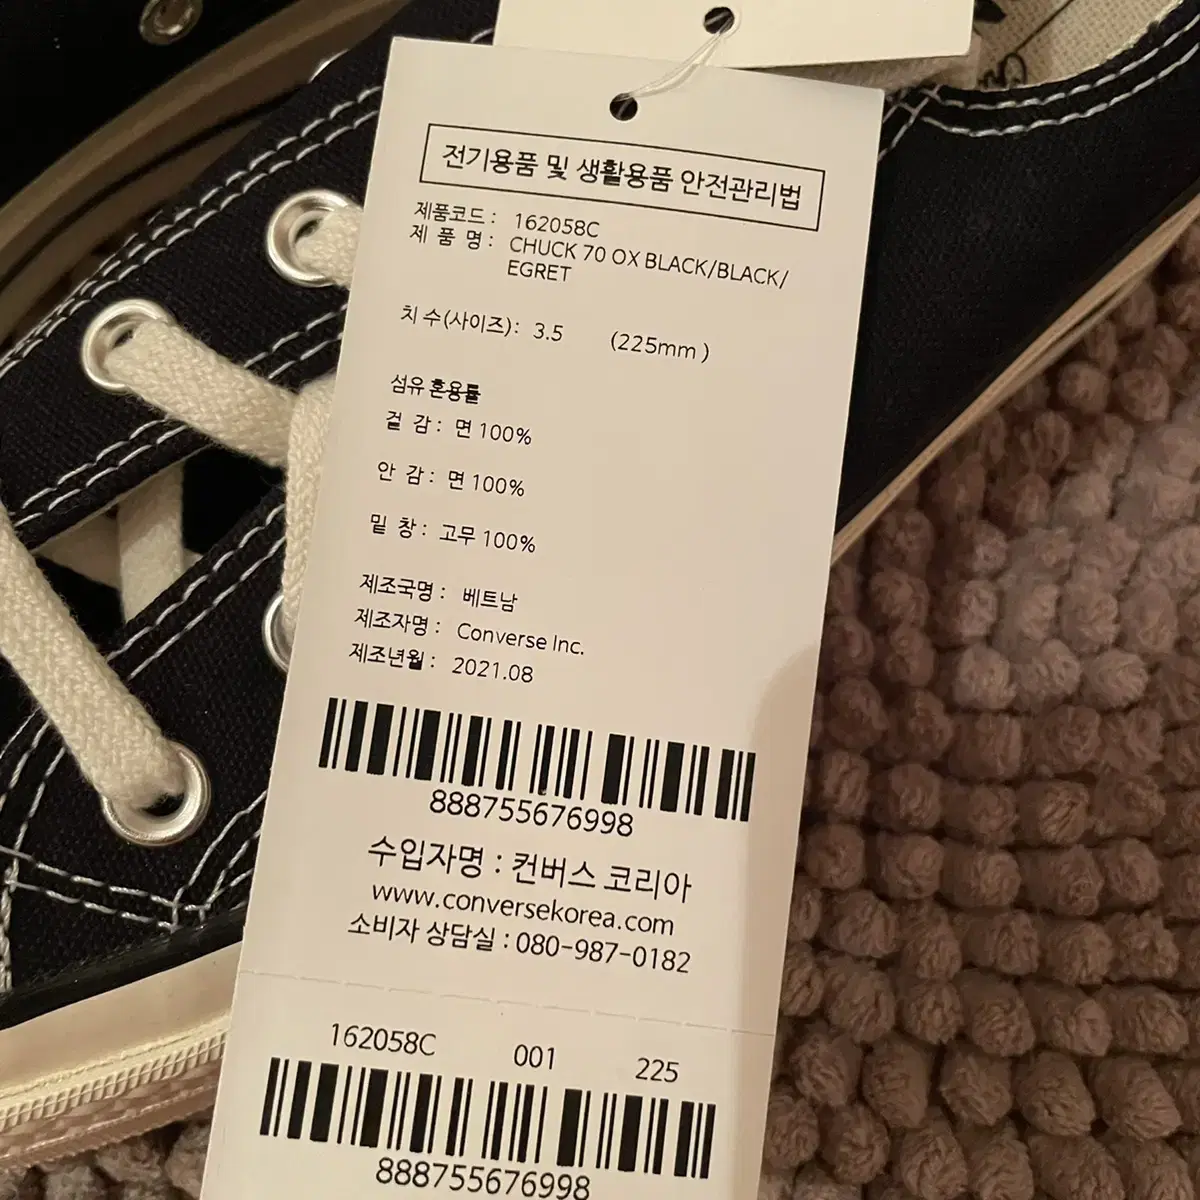 전기용품 및 생활용품 안전관리법
제품코드 : 162058C
제 품 명 : CHUCK 70 OX BLACK/BLACK/
EGRET
치 수(사이즈) : 3.5 (225mm )
섬유 혼용률
겉 감 : 면 100%
안 감 : 면 100%
밑 창 : 고무 100%
제조국명 : 베트남
제조자명 : Converse Inc.
제조년월 : 2021.08
888755676998
수입자명 : 컨버스 코리아
www.conversekorea.com
소비자 상담실 : 080-987-0182
162058C 001 225
888755676998